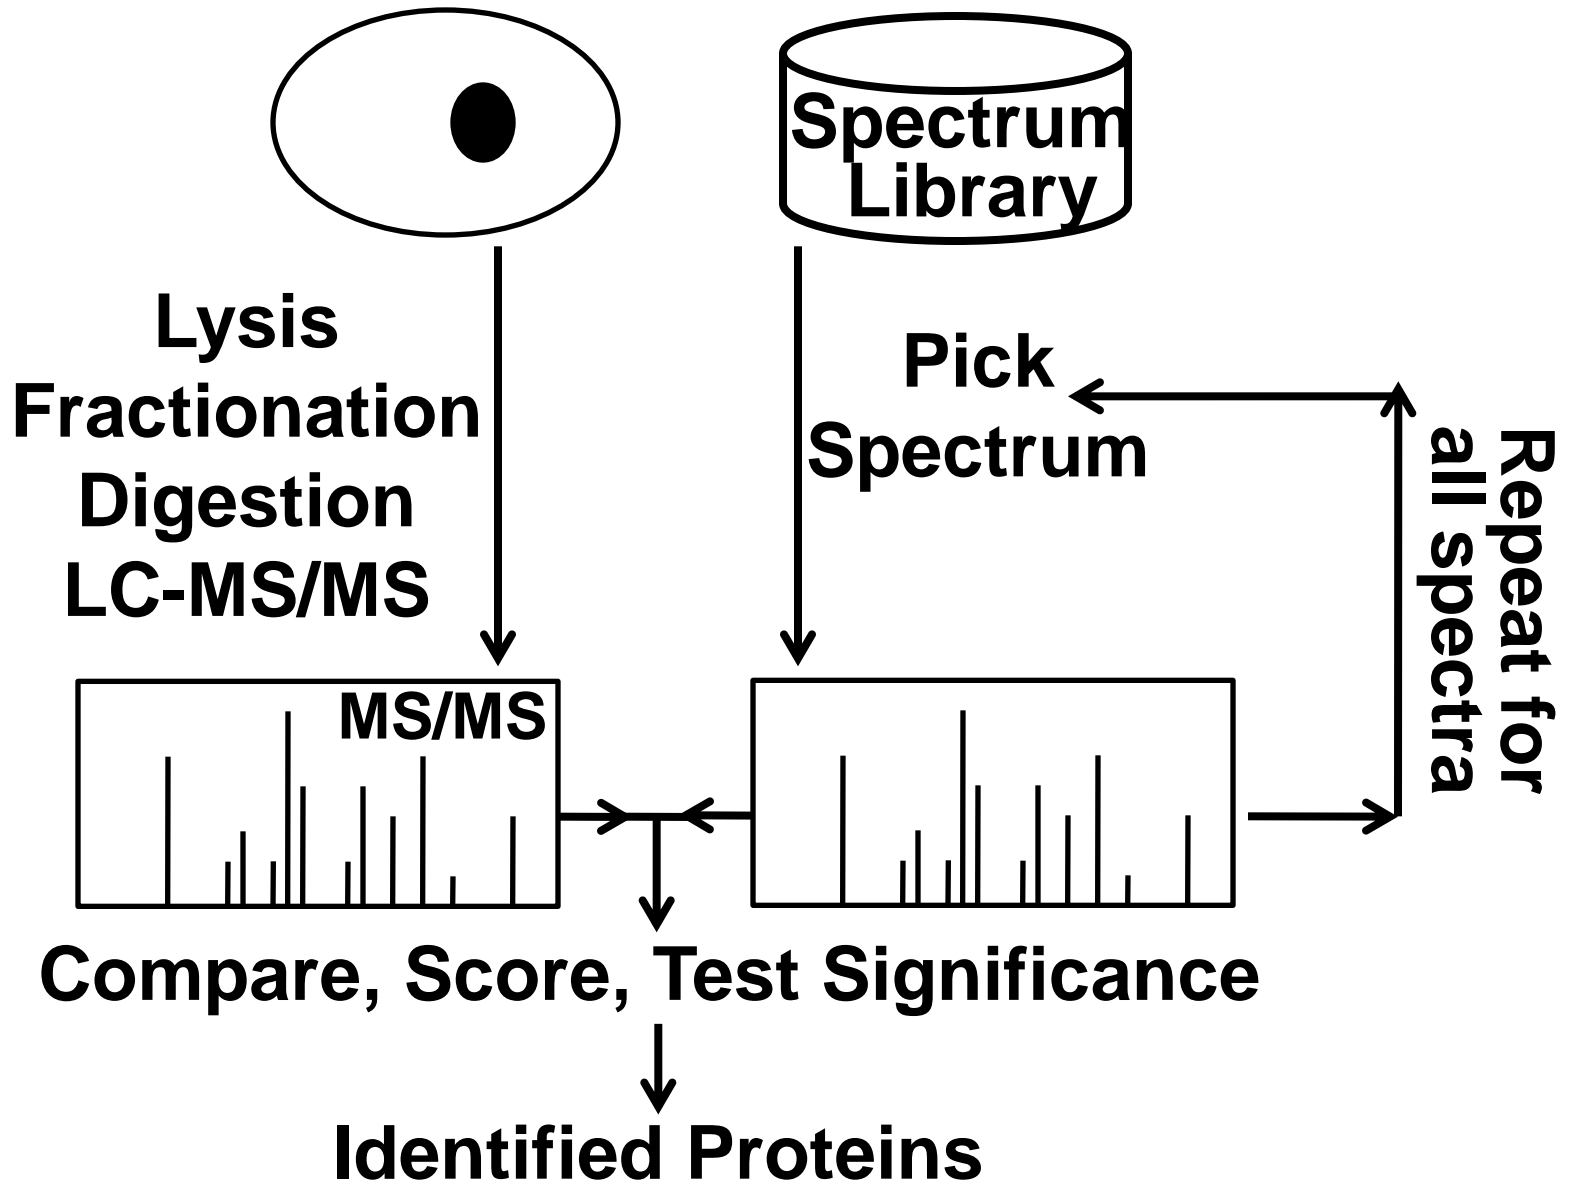 Spectrum
Library
Lysis
Fractionation
Digestion
LC-MS/MS
Pick
Spectrum
Repeat for
all spectra
MS/MS
Compare, Score, Test Significance
Identified Proteins